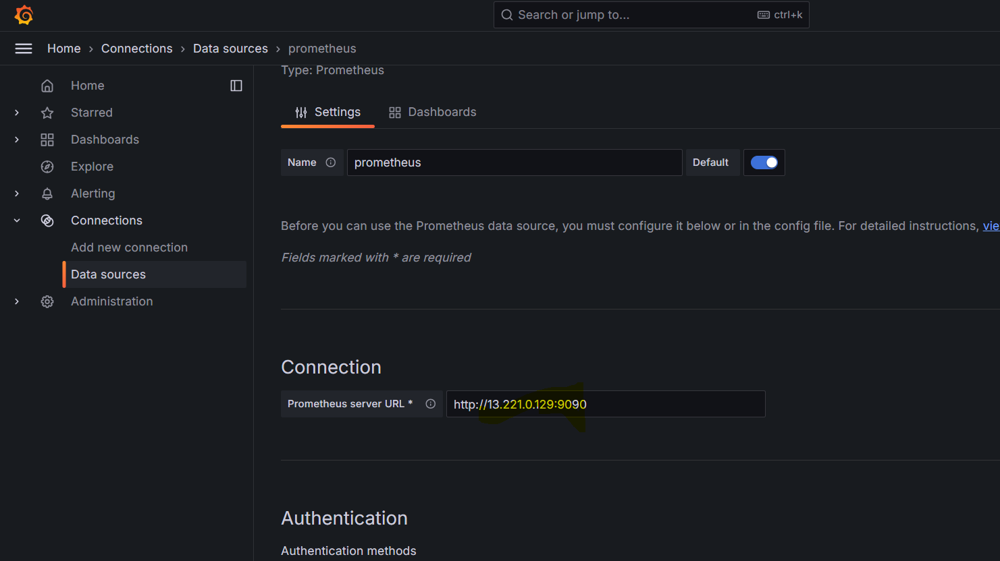 Search or jump to...
ctrl+k
Home › Connections › Data sources › prometheus
Home
Starred
Dashboards
Explore
Alerting
Connections
Add new connection
Data sources
Administration
Type: Prometheus
Settings
Dashboards
Name
prometheus
Default
Before you can use the Prometheus data source, you must configure it below or in the config file. For detailed instructions, vie
Fields marked with * are required
Connection
Prometheus server URL *
http://13.221.0.129:9090
Authentication
Authentication methods